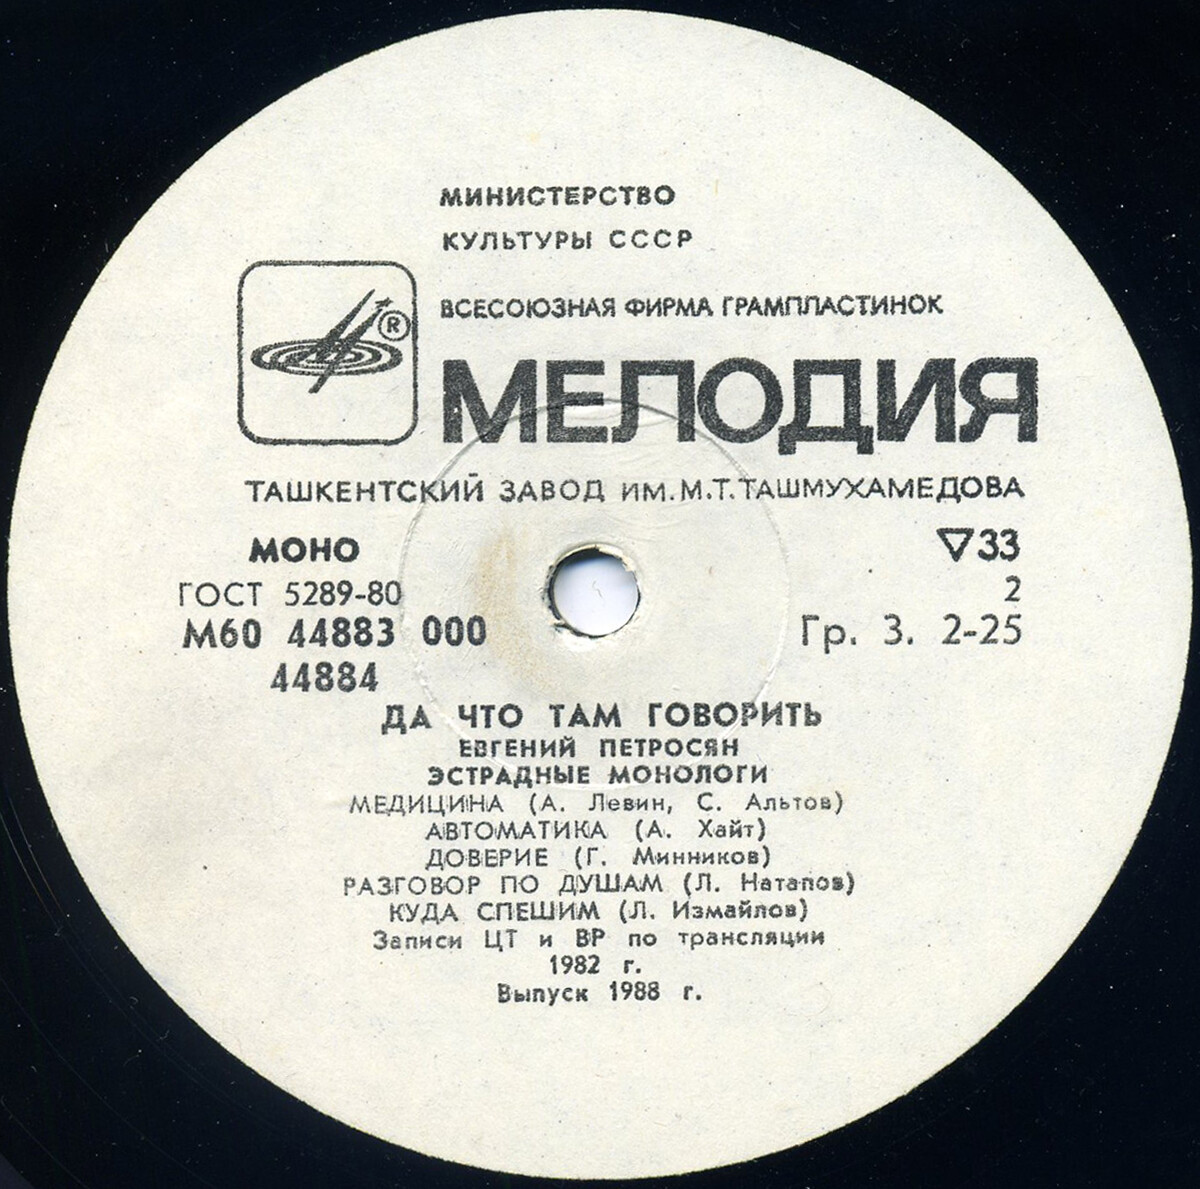 МИНИСТЕРСТВО
КУЛЬТУРЫ СССР
ВСЕСОЮЗНАЯ ФИРМА ГРАМПЛАСТИНОК
®
МЕЛОДИЯ
ТАШКЕНТСКИЙ ЗАВОД ИМ. М.Т. ТАШМУХАМЕДОВА
МОНО
▽33
ГОСТ 5289-80
2
М60 44883 000
Гр. 3. 2-25
44884
ДА ЧТО ТАМ ГОВОРИТЬ
ЕВГЕНИЙ ПЕТРОСЯН
ЭСТРАДНЫЕ МОНОЛОГИ
МЕДИЦИНА (А. Левин, С. Альтов)
АВТОМАТИКА (А. Хайт)
ДОВЕРИЕ (Г. Минников)
РАЗГОВОР ПО ДУШАМ (Л. Натапов)
КУДА СПЕШИМ (Л. Измайлов)
Записи ЦТ и ВР по трансляции
1982 г.
Выпуск 1988 г.